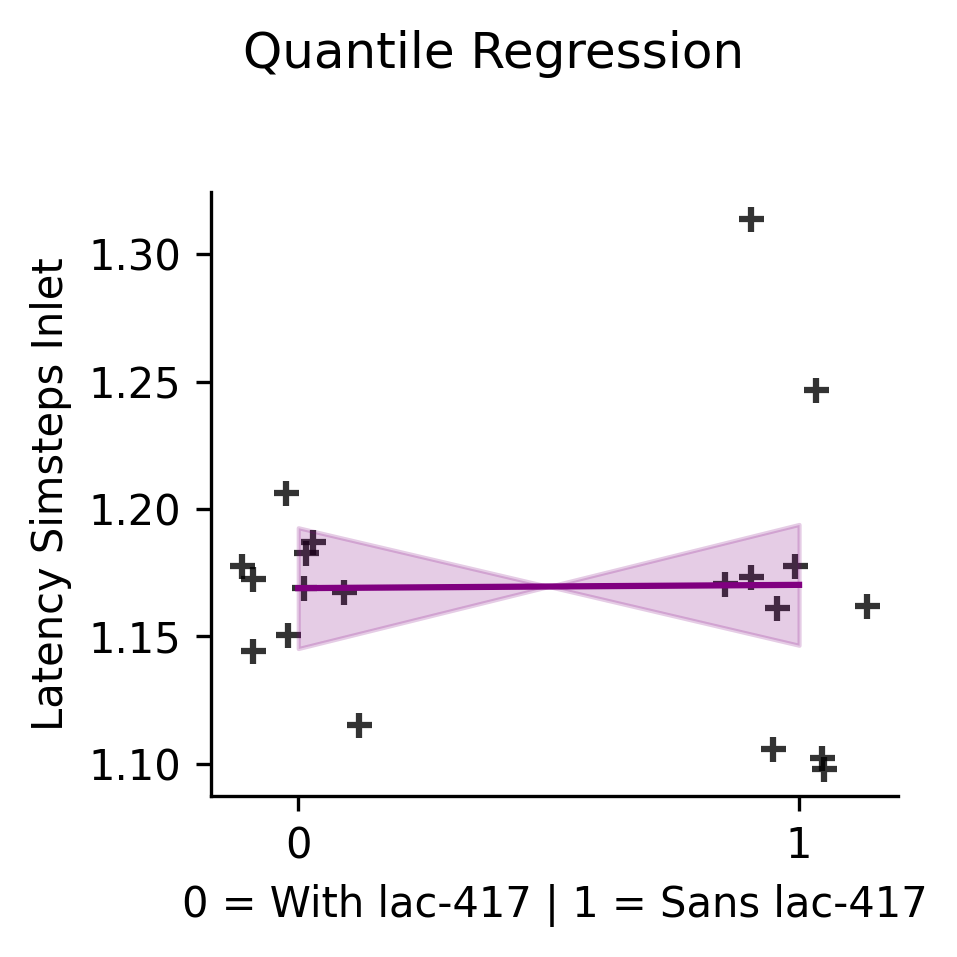 Quantile Regression
Latency Simsteps Inlet
1.30
1.25
1.20
1.15
1.10
0 1
0 = With lac-417 | 1 = Sans lac-417